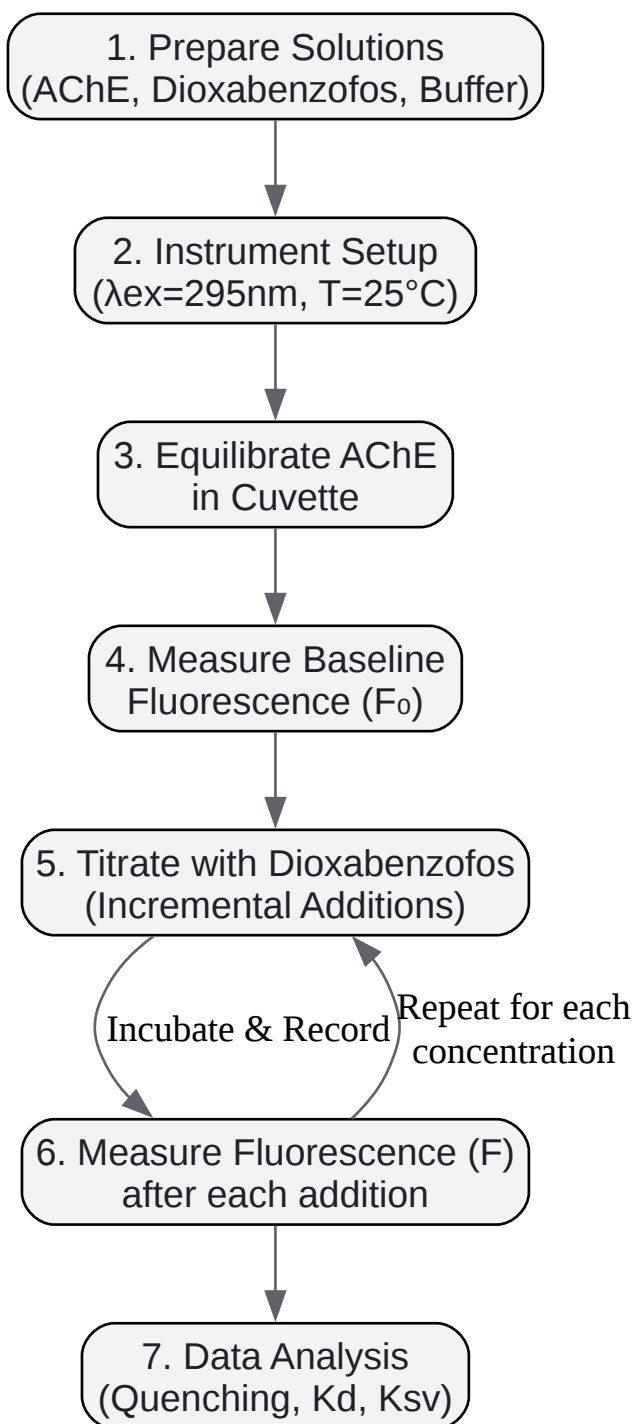 1. Prepare Solutions
(AChE, Dioxabenzofos, Buffer)
2. Instrument Setup
(λex=295nm, T=25°C)
3. Equilibrate AChE
in Cuvette
4. Measure Baseline
Fluorescence (F₀)
5. Titrate with Dioxabenzofos
(Incremental Additions)
Incubate & Record
Repeat for each
concentration
6. Measure Fluorescence (F)
after each addition
7. Data Analysis
(Quenching, Kd, Ksv)